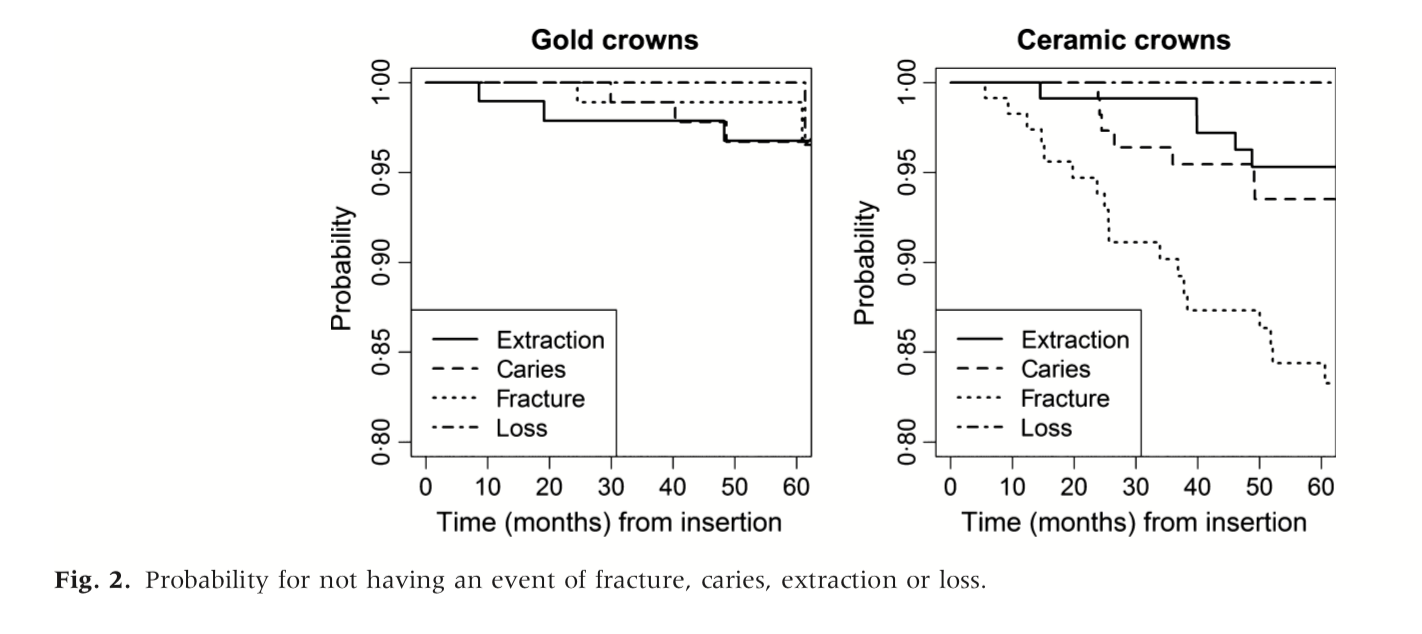 Gold crowns
Probability
1·00
0·95
0·90
0·85
0·80
Extraction
Caries
Fracture
Loss
0 10 20 30 40 50 60
Time (months) from insertion
Ceramic crowns
Probability
1·00
0·95
0·90
0·85
0·80
Extraction
Caries
Fracture
Loss
0 10 20 30 40 50 60
Time (months) from insertion
Fig. 2. Probability for not having an event of fracture, caries, extraction or loss.